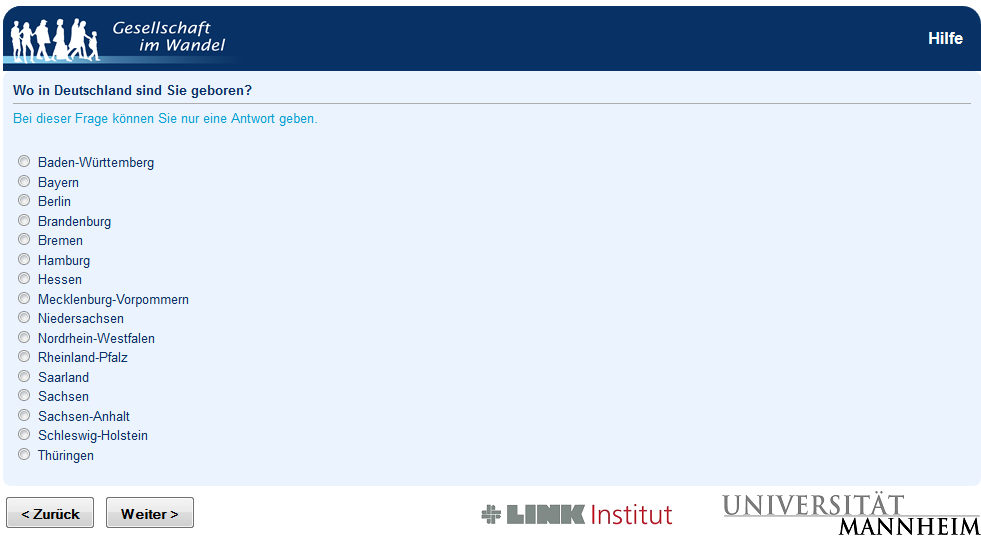 Gesellschaft
im Wandel
Hilfe
Wo in Deutschland sind Sie geboren?
Bei dieser Frage können Sie nur eine Antwort geben.
Baden-Württemberg
Bayern
Berlin
Brandenburg
Bremen
Hamburg
Hessen
Mecklenburg-Vorpommern
Niedersachsen
Nordrhein-Westfalen
Rheinland-Pfalz
Saarland
Sachsen
Sachsen-Anhalt
Schleswig-Holstein
Thüringen
< Zurück
Weiter >
LINK Institut
UNIVERSITÄT
MANNHEIM